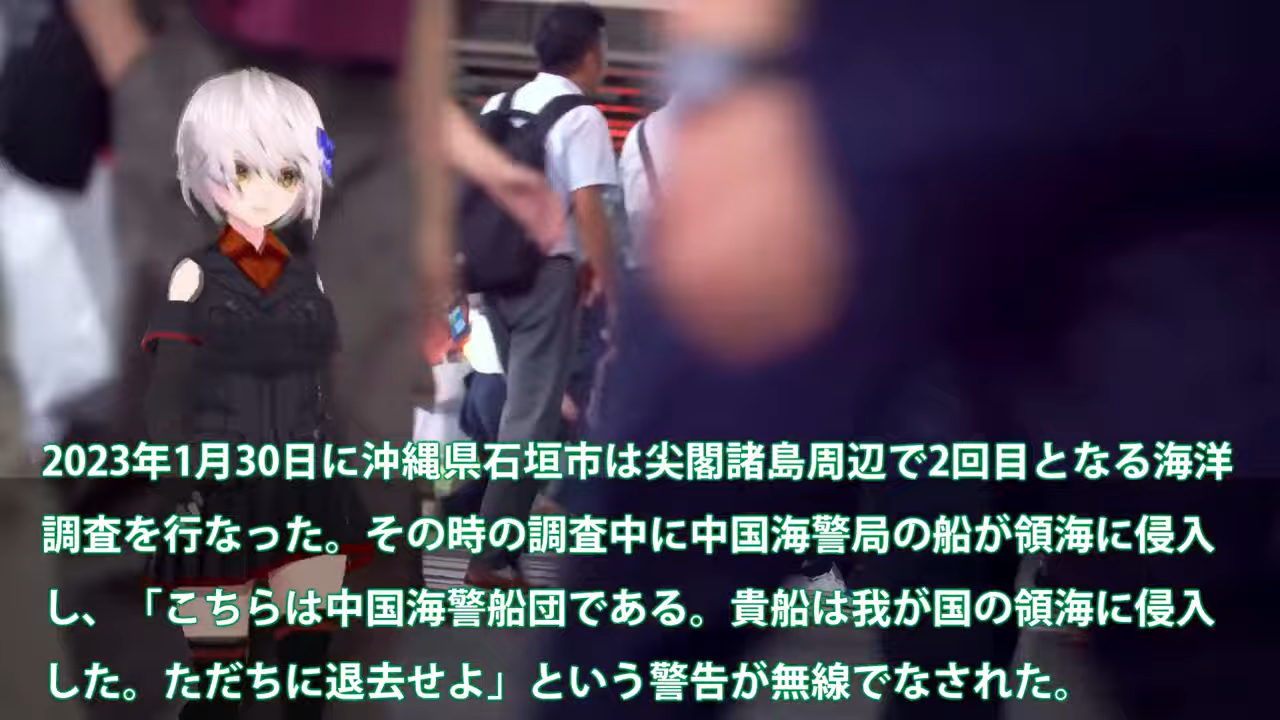 2023年1月30日に沖縄県石垣市は尖閣諸島周辺で2回目となる海洋
調査を行なった。その時の調査中に中国海警局の船が領海に侵入
し、「こちらは中国海警船団である。貴船は我が国の領海に侵入
した。ただちに退去せよ」という警告が無線でなされた。